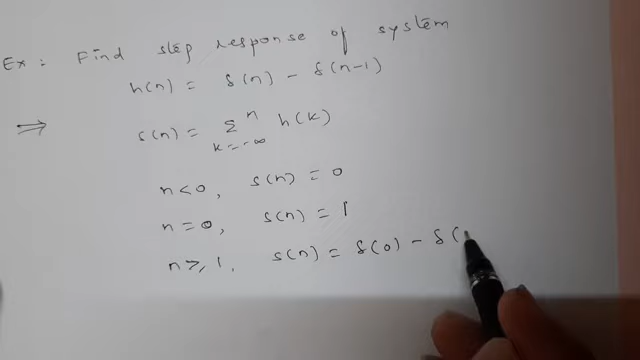 Ex: Find step response of system
h(n) = δ(n) - δ(n-1)
⇒ s(n) = Σ_{k=-∞}^{n} h(k)
n<0, s(n) = 0
n=0, s(n) = 1
n≥1, s(n) = δ(0) - δ(